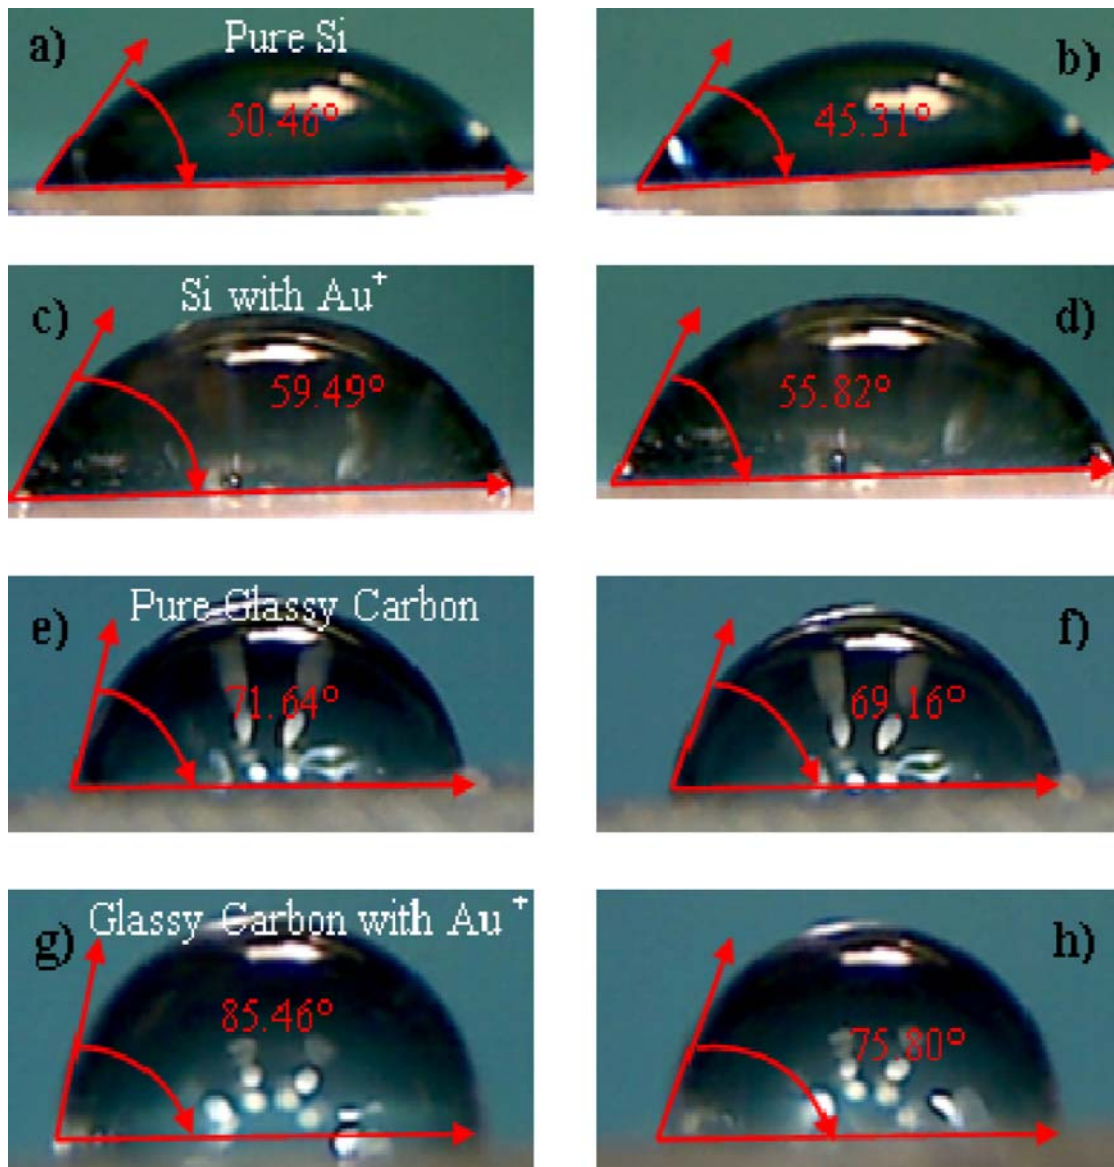 a) Pure Si
50.46°
b)
45.31°
c) Si with Au⁺
59.49°
d)
55.82°
e) Pure Glassy Carbon
71.64°
f)
69.16°
g) Glassy Carbon with Au⁺
85.46°
h)
75.80°